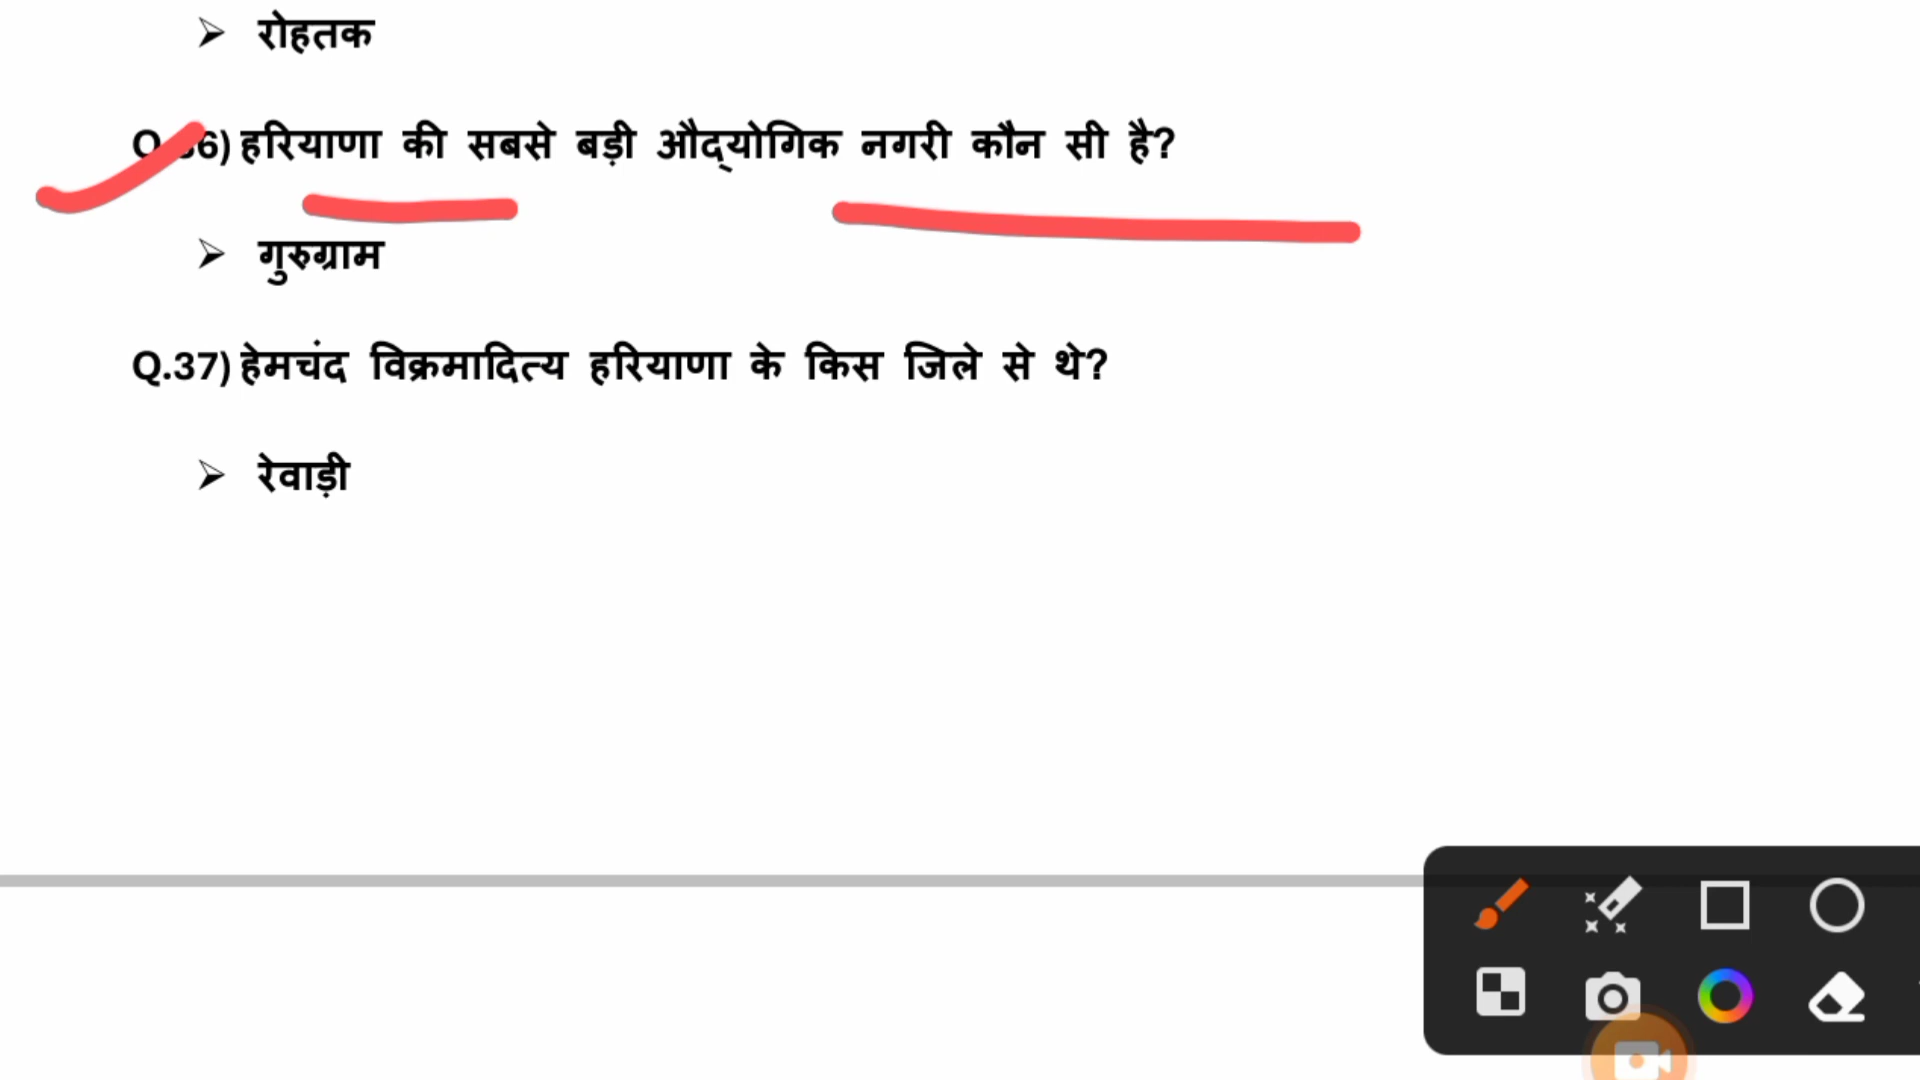 ➢ रोहतक
Q.36) हरियाणा की सबसे बड़ी औद्योगिक नगरी कौन सी है?
➢ गुरुग्राम
Q.37) हेमचंद विक्रमादित्य हरियाणा के किस जिले से थे?
➢ रेवाड़ी